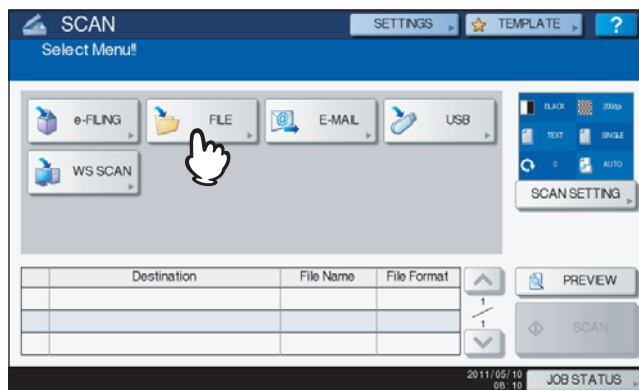 SCAN
SETTINGS
TEMPLATE
?
Select Menu!!
e-FILING
FILE
E-MAIL
USB
WS SCAN
BLACK
200dpi
TEXT
SINGLE
0
AUTO
SCAN SETTING
Destination
File Name
File Format
1
1
PREVIEW
SCAN
2011/05/10
08:10
JOB STATUS